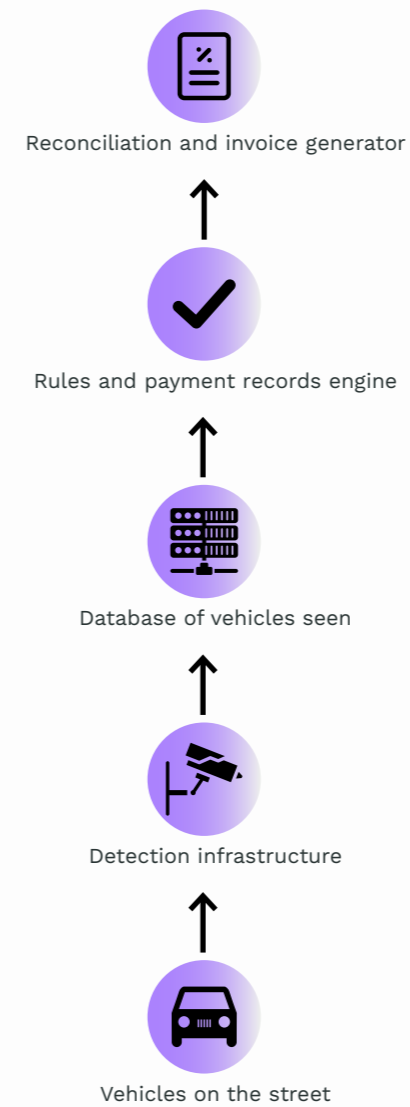 Reconciliation and invoice generator
Rules and payment records engine
Database of vehicles seen
Detection infrastructure
Vehicles on the street